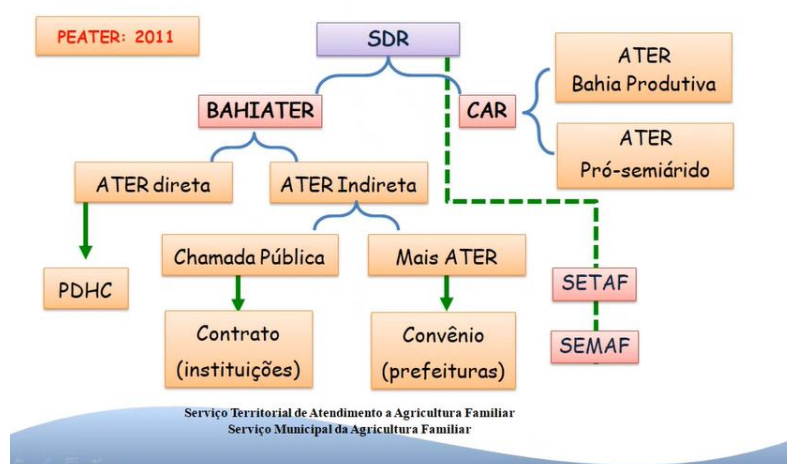 PEATER: 2011
SDR
ATER
Bahia Produtiva
BAHIATER
CAR
ATER
Pró-semiárido
ATER direta
ATER Indireta
Chamada Pública
Mais ATER
PDHC
SETAF
Contrato
(instituições)
Convênio
(prefeituras)
SEMAF
Serviço Territorial de Atendimento a Agricultura Familiar
Serviço Municipal da Agricultura Familiar